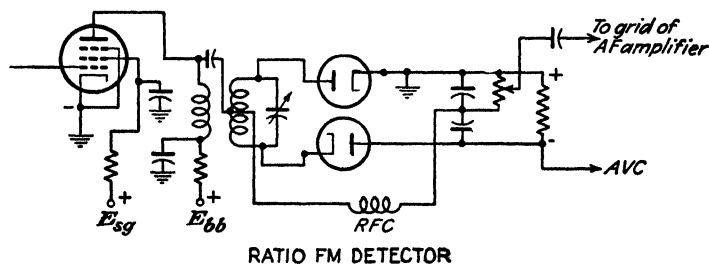 To grid of
AF amplifier
+
-
-
AVC
+
+
Esg
Ebb
RFC
RATIO FM DETECTOR